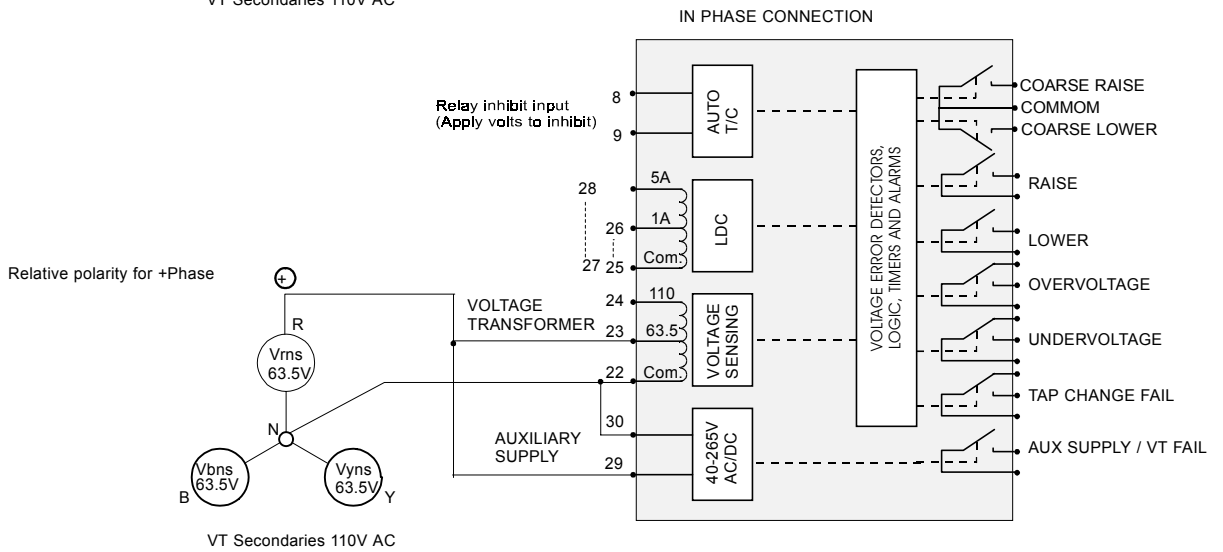 VT Secondaries 110V AC
IN PHASE CONNECTION
Relay inhibit input
(Apply volts to inhibit)
8
9
AUTO
T/C
28
27
5A
26
1A
25
Com.
LDC
Relative polarity for +Phase
+
R
Vrns
63.5V
N
Vbns
63.5V
B
Vyns
63.5V
Y
VOLTAGE
TRANSFORMER
24
110
23
63.5
22
Com.
VOLTAGE
SENSING
AUXILIARY
SUPPLY
30
29
40-265V
AC/DC
VOLTAGE ERROR DETECTORS,
LOGIC, TIMERS AND ALARMS
COARSE RAISE
COMMOM
COARSE LOWER
RAISE
LOWER
OVERVOLTAGE
UNDERVOLTAGE
TAP CHANGE FAIL
AUX SUPPLY / VT FAIL
VT Secondaries 110V AC